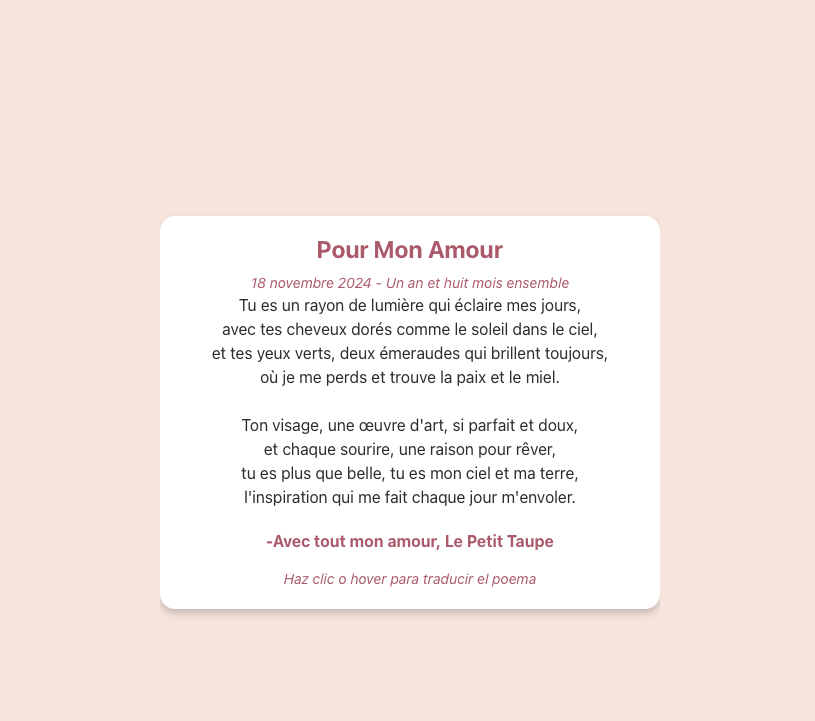 Pour Mon Amour
18 novembre 2024 - Un an et huit mois ensemble
Tu es un rayon de lumière qui éclaire mes jours,
avec tes cheveux dorés comme le soleil dans le ciel,
et tes yeux verts, deux émeraudes qui brillent toujours,
où je me perds et trouve la paix et le miel.
Ton visage, une œuvre d'art, si parfait et doux,
et chaque sourire, une raison pour rêver,
tu es plus que belle, tu es mon ciel et ma terre,
l'inspiration qui me fait chaque jour m'envoler.
-Avec tout mon amour, Le Petit Taupe
Haz clic o hover para traducir el poema